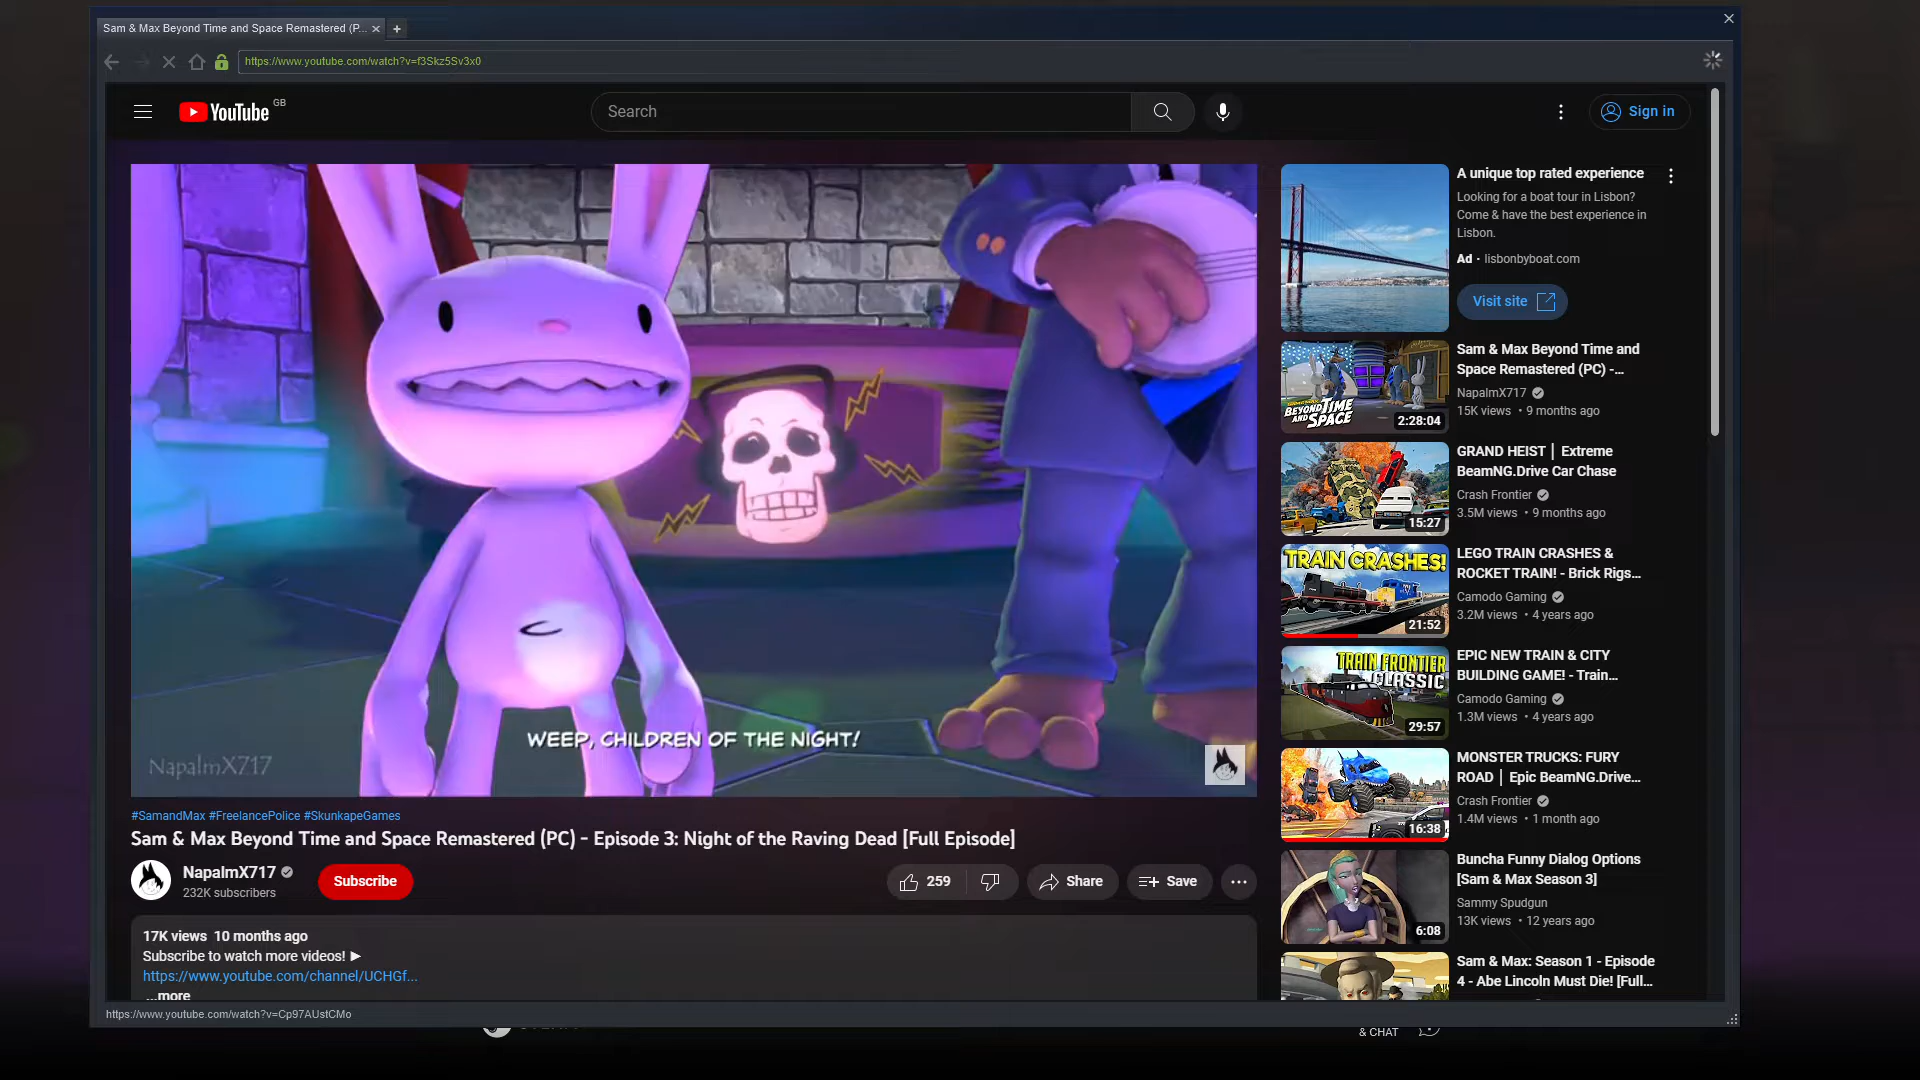 Sam & Max Beyond Time and Space Remastered (P...
https://www.youtube.com/watch?v=f3Skz5Sv3x0
YouTube GB
Search
Sign in
WEEP, CHILDREN OF THE NIGHT!
NapalmX717
#SamandMax #FreelancePolice #SkunkapeGames
Sam & Max Beyond Time and Space Remastered (PC) - Episode 3: Night of the Raving Dead [Full Episode]
NapalmX717
232K subscribers
Subscribe
259
Share
Save
17K views 10 months ago
Subscribe to watch more videos! ►
https://www.youtube.com/channel/UCHGf...
...more
A unique top rated experience
Looking for a boat tour in Lisbon?
Come & have the best experience in
Lisbon.
Ad · lisbonbyboat.com
Visit site
BEYOND TIME
AND SPACE
2:28:04
Sam & Max Beyond Time and
Space Remastered (PC) -...
NapalmX717
15K views • 9 months ago
15:27
GRAND HEIST | Extreme
BeamNG.Drive Car Chase
Crash Frontier
3.5M views • 9 months ago
TRAIN CRASHES!
21:52
LEGO TRAIN CRASHES &
ROCKET TRAIN! - Brick Rigs...
Camodo Gaming
3.2M views • 4 years ago
TRAIN FRONTIER
CLASSIC
29:57
EPIC NEW TRAIN & CITY
BUILDING GAME! - Train...
Camodo Gaming
1.3M views • 4 years ago
16:38
MONSTER TRUCKS: FURY
ROAD | Epic BeamNG.Drive...
Crash Frontier
1.4M views • 1 month ago
6:08
Buncha Funny Dialog Options
[Sam & Max Season 3]
Sammy Spudgun
13K views • 12 years ago
Sam & Max: Season 1 - Episode
4 - Abe Lincoln Must Die! [Full...
https://www.youtube.com/watch?v=Cp97AUstCMo
& CHAT